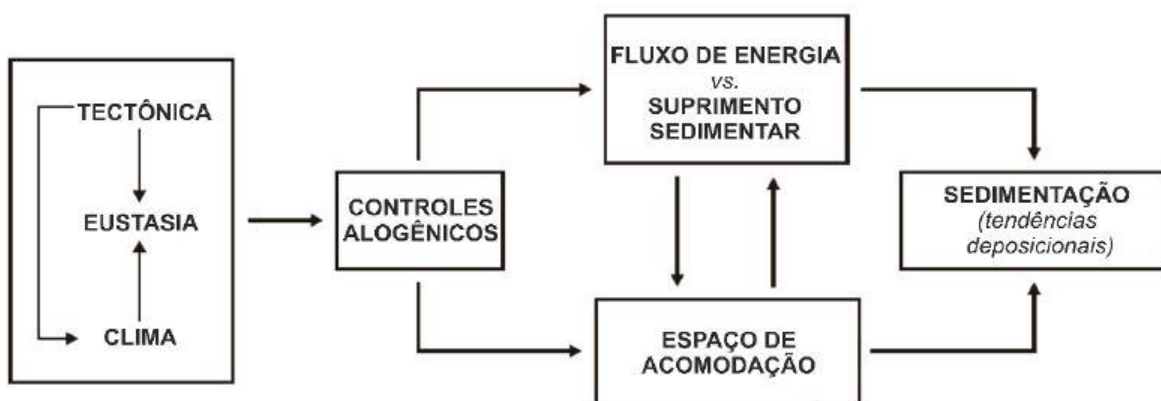 TECTÔNICA
EUSTASIA
CLIMA
CONTROLES
ALOGÊNICOS
FLUXO DE ENERGIA
vs.
SUPRIMENTO
SEDIMENTAR
ESPAÇO DE
ACOMODAÇÃO
SEDIMENTAÇÃO
(tendências
deposicionais)